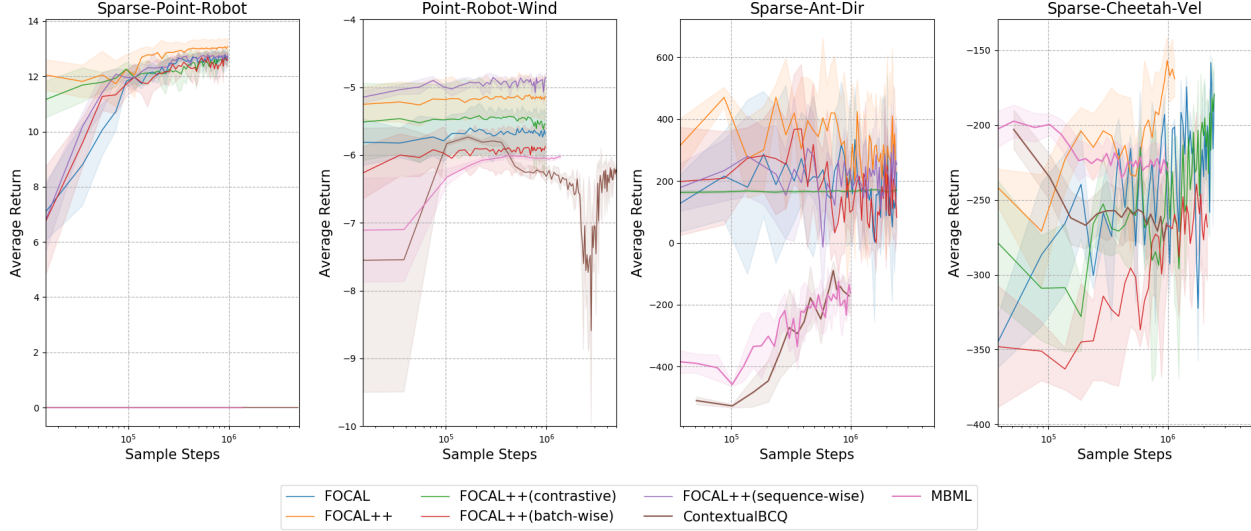 Sparse-Point-Robot
Point-Robot-Wind
Sparse-Ant-Dir
Sparse-Cheetah-Vel
Average Return
14
12
10
8
6
4
2
0
10⁵
10⁶
Sample Steps
Average Return
−4
−5
−6
−7
−8
−9
−10
10⁵
10⁶
Sample Steps
Average Return
600
400
200
0
−200
−400
10⁵
10⁶
Sample Steps
Average Return
−150
−200
−250
−300
−350
−400
10⁵
10⁶
Sample Steps
FOCAL
FOCAL++
FOCAL++(contrastive)
FOCAL++(batch-wise)
FOCAL++(sequence-wise)
ContextualBCQ
MBML